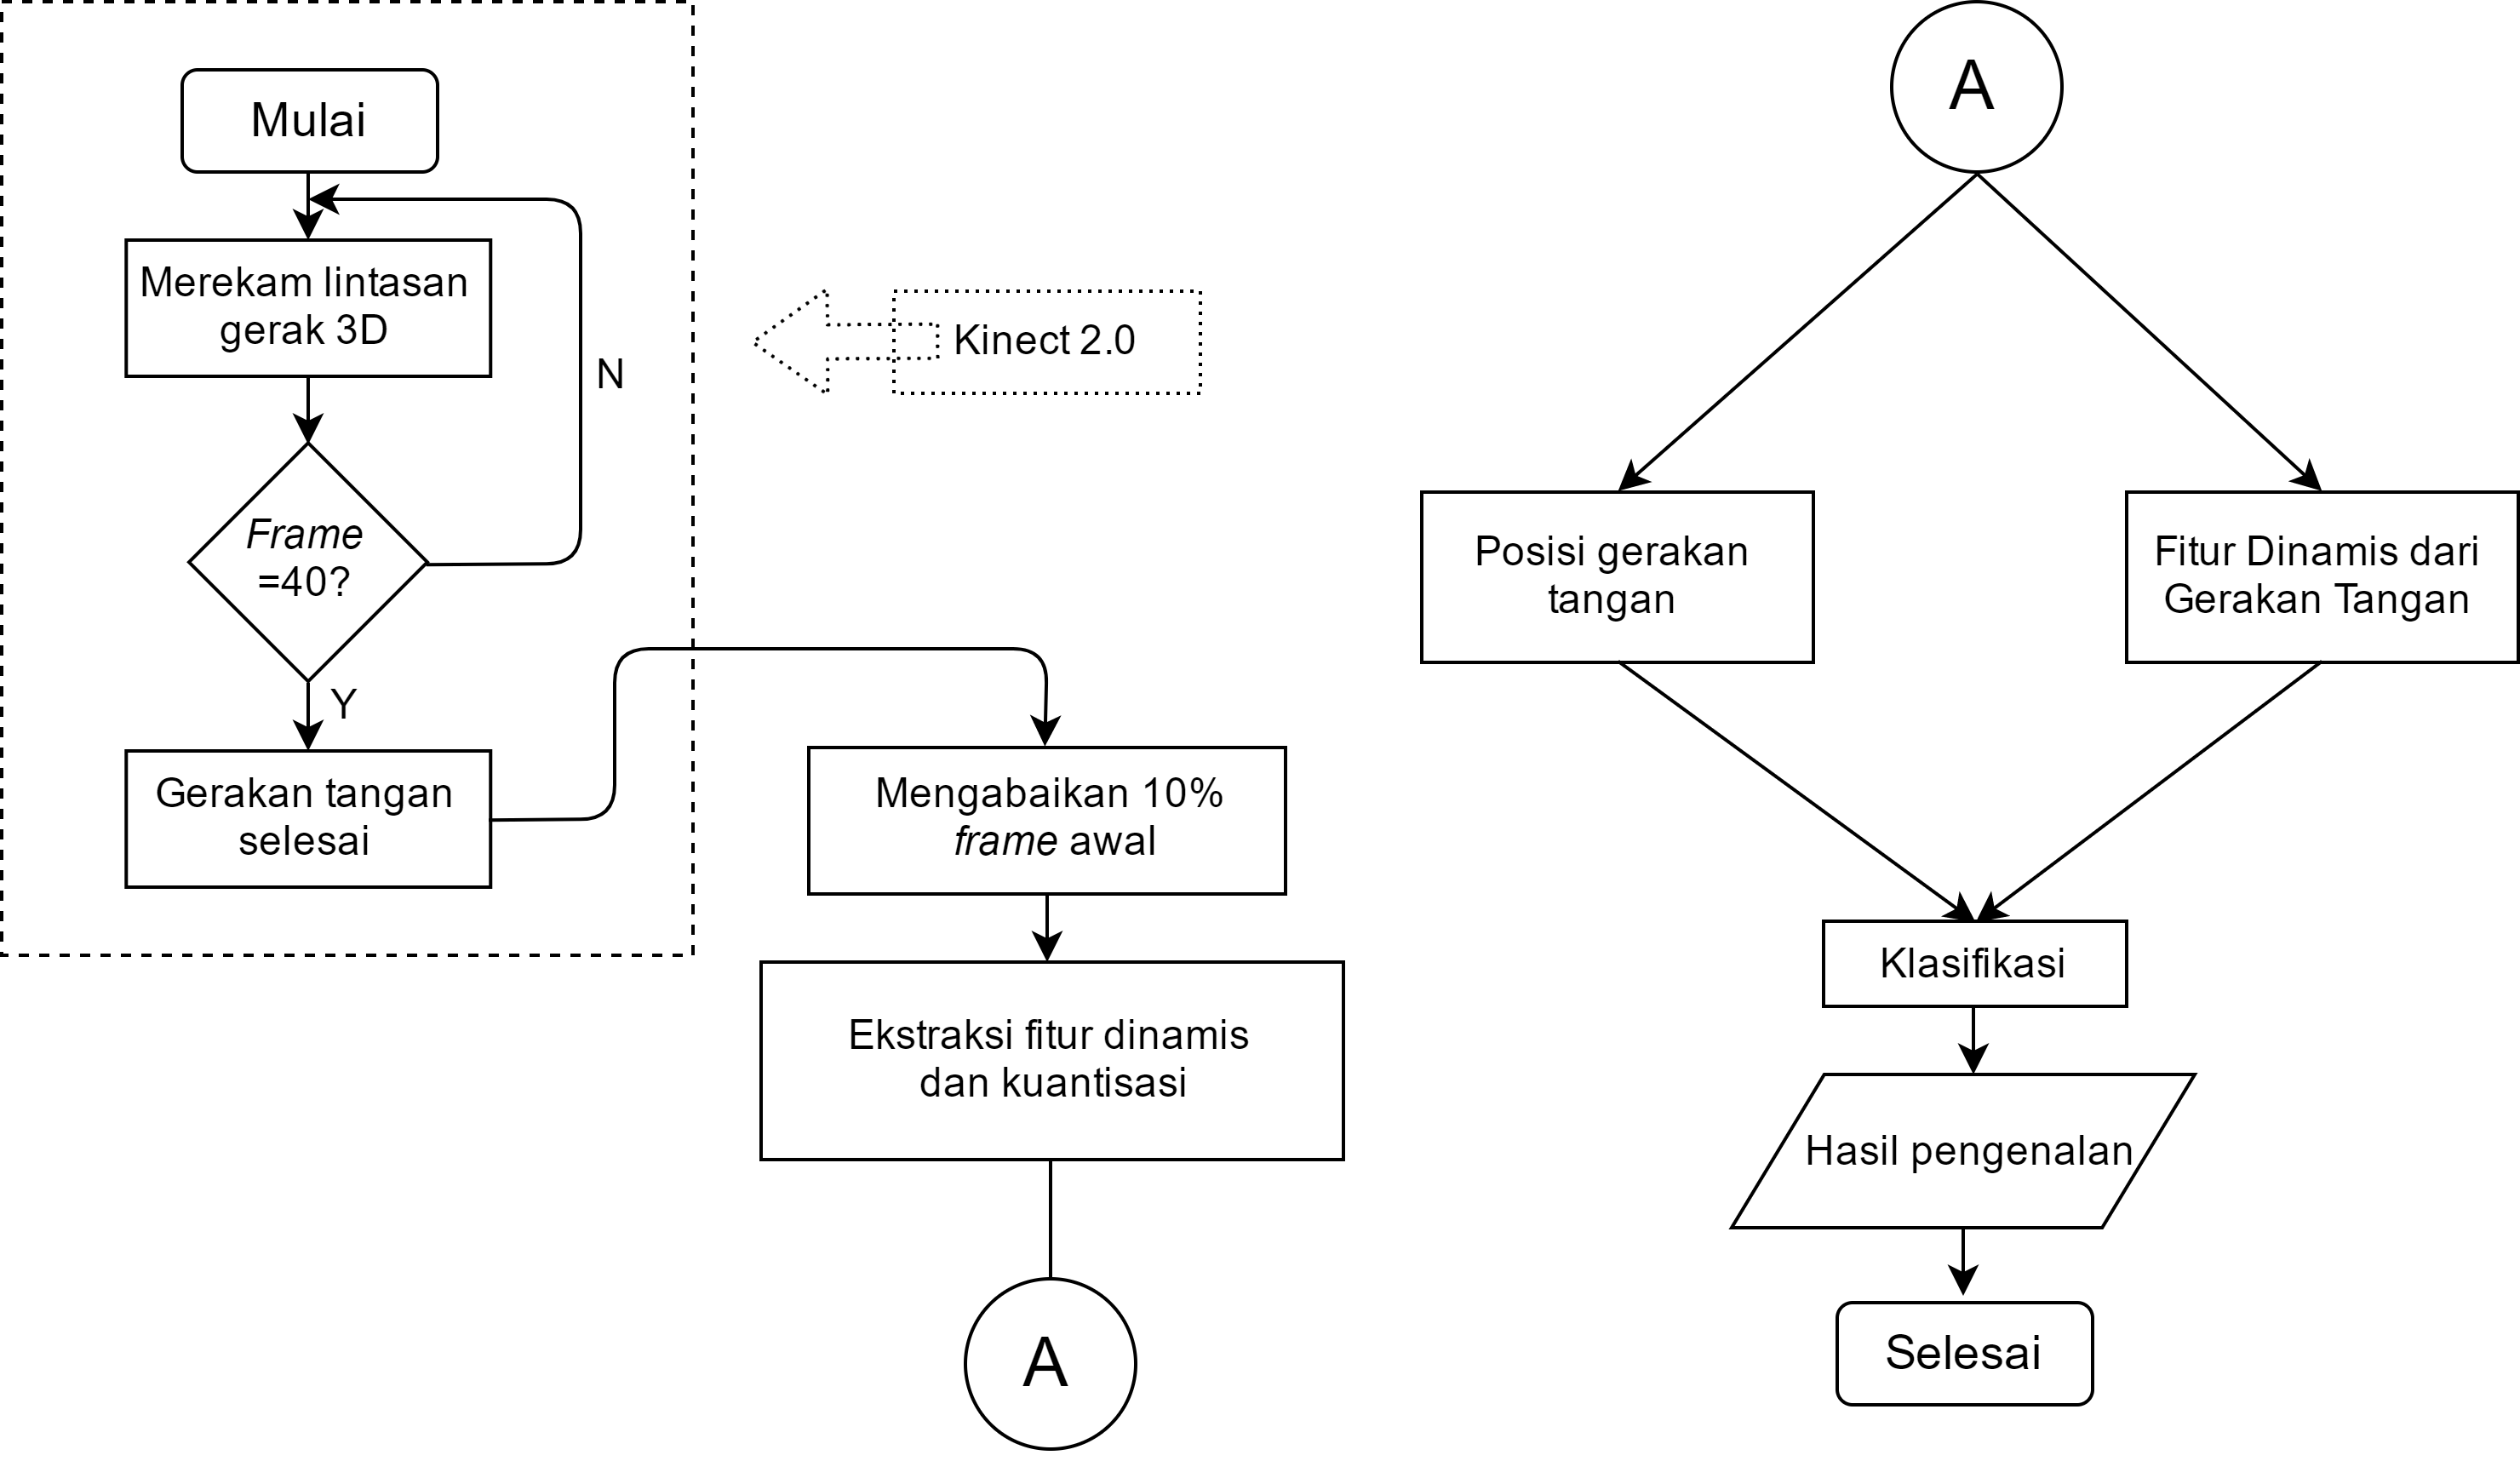 Mulai
Merekam lintasan
gerak 3D
N
Frame
=40?
Y
Gerakan tangan
selesai
Kinect 2.0
Mengabaikan 10%
frame awal
Ekstraksi fitur dinamis
dan kuantisasi
A
A
Posisi gerakan
tangan
Fitur Dinamis dari
Gerakan Tangan
Klasifikasi
Hasil pengenalan
Selesai